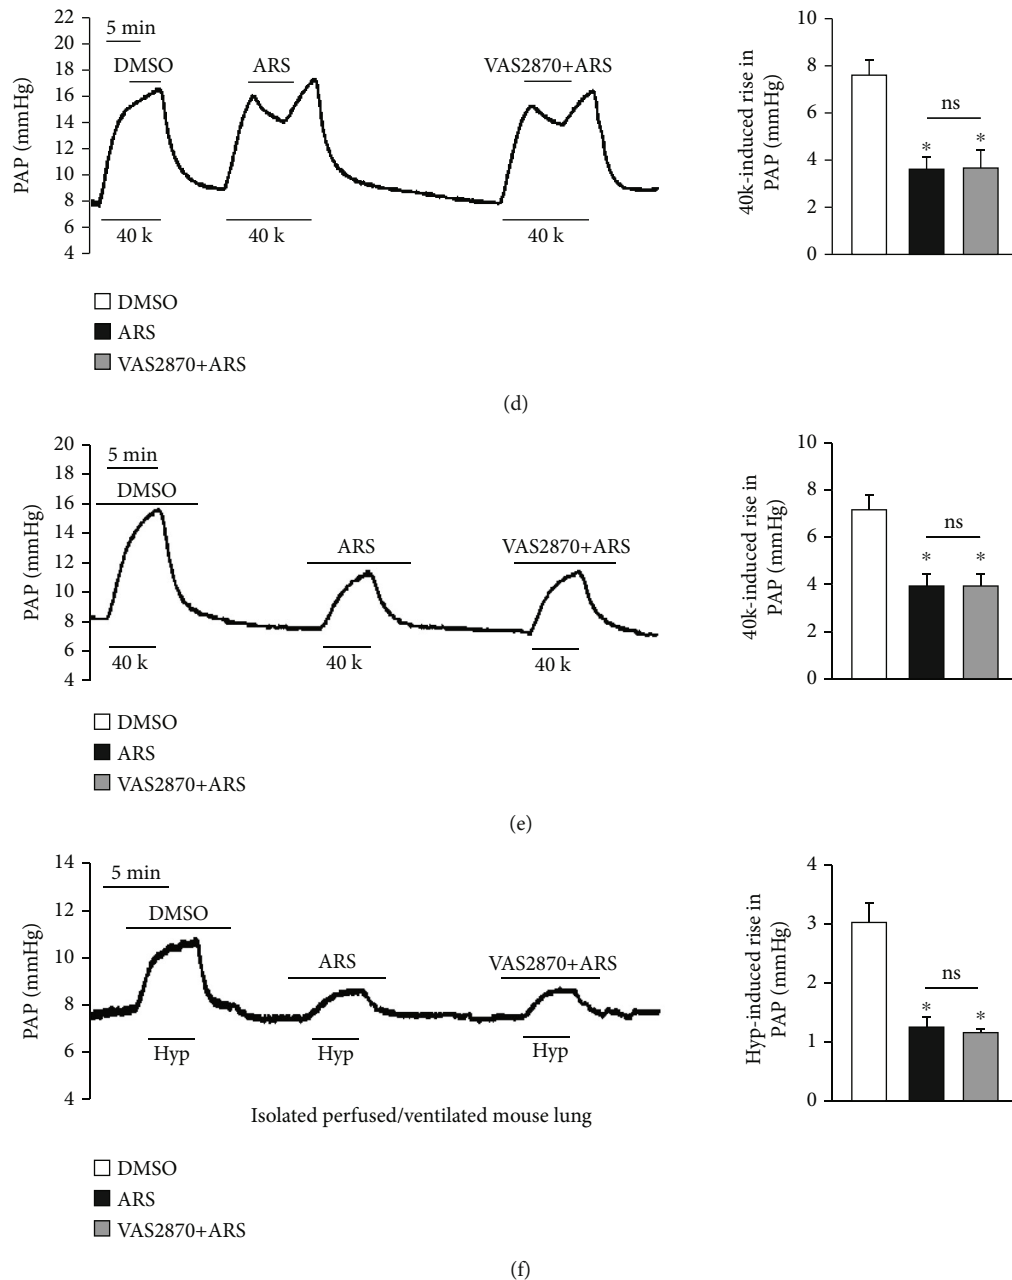 22
20
18
16
14
12
10
8
6
4
PAP (mmHg)
5 min
DMSO
ARS
VAS2870+ARS
40 k
40 k
40 k
10
8
6
4
2
0
40k-induced rise in
PAP (mmHg)
ns
*
*
DMSO
ARS
VAS2870+ARS
(d)
20
18
16
14
12
10
8
6
4
PAP (mmHg)
5 min
DMSO
ARS
VAS2870+ARS
40 k
40 k
40 k
10
8
6
4
2
0
40k-induced rise in
PAP (mmHg)
ns
*
*
DMSO
ARS
VAS2870+ARS
(e)
14
12
10
8
6
4
PAP (mmHg)
5 min
DMSO
ARS
VAS2870+ARS
Hyp
Hyp
Hyp
Isolated perfused/ventilated mouse lung
4
3
2
1
0
Hyp-induced rise in
PAP (mmHg)
ns
*
*
DMSO
ARS
VAS2870+ARS
(f)